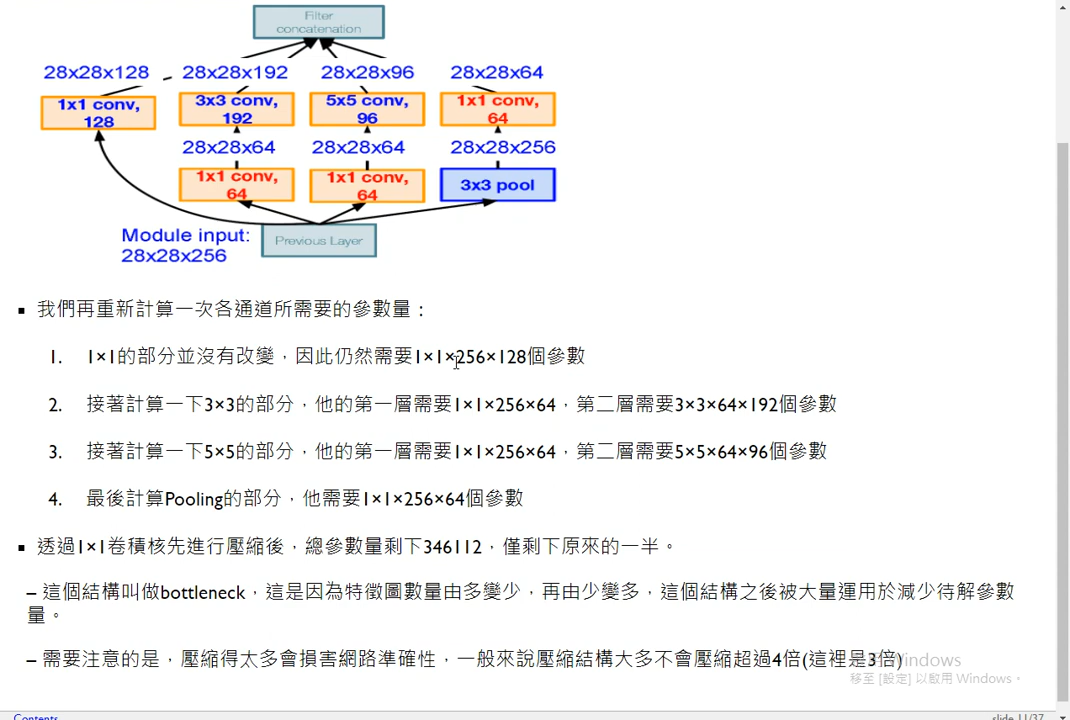 Filter
concatenation
28x28x128 28x28x192 28x28x96 28x28x64
1x1 conv,
128
3x3 conv,
192
5x5 conv,
96
1x1 conv,
64
28x28x64 28x28x64 28x28x256
1x1 conv,
64
1x1 conv,
64
3x3 pool
Module input:
28x28x256
Previous Layer
▪ 我們再重新計算一次各通道所需要的參數量：
1. 1×1的部分並沒有改變，因此仍然需要1×1×256×128個參數
2. 接著計算一下3×3的部分，他的第一層需要1×1×256×64，第二層需要3×3×64×192個參數
3. 接著計算一下5×5的部分，他的第一層需要1×1×256×64，第二層需要5×5×64×96個參數
4. 最後計算Pooling的部分，他需要1×1×256×64個參數
▪ 透過1×1卷積核先進行壓縮後，總參數量剩下346112，僅剩下原來的一半。
– 這個結構叫做bottleneck，這是因為特徵圖數量由多變少，再由少變多，這個結構之後被大量運用於減少待解參數
量。
– 需要注意的是，壓縮得太多會損害網路準確性，一般來說壓縮結構大多不會壓縮超過4倍(這裡是3倍)
Windows
移至 [設定] 以啟用 Windows。
Contents
slide 11/37